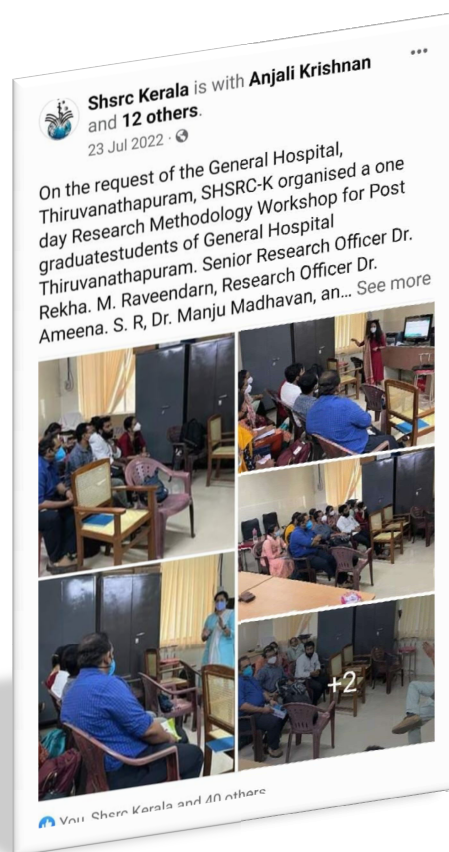 Shsrc Kerala is with Anjali Krishnan
and 12 others.
23 Jul 2022
On the request of the General Hospital,
Thiruvanathapuram, SHSRC-K organised a one
day Research Methodology Workshop for Post
graduatestudents of General Hospital
Thiruvanathapuram. Senior Research Officer Dr.
Rekha. M. Raveendarn, Research Officer Dr.
Ameena. S. R, Dr. Manju Madhavan, an... See more
+2
You, Shsrc Kerala and 40 others